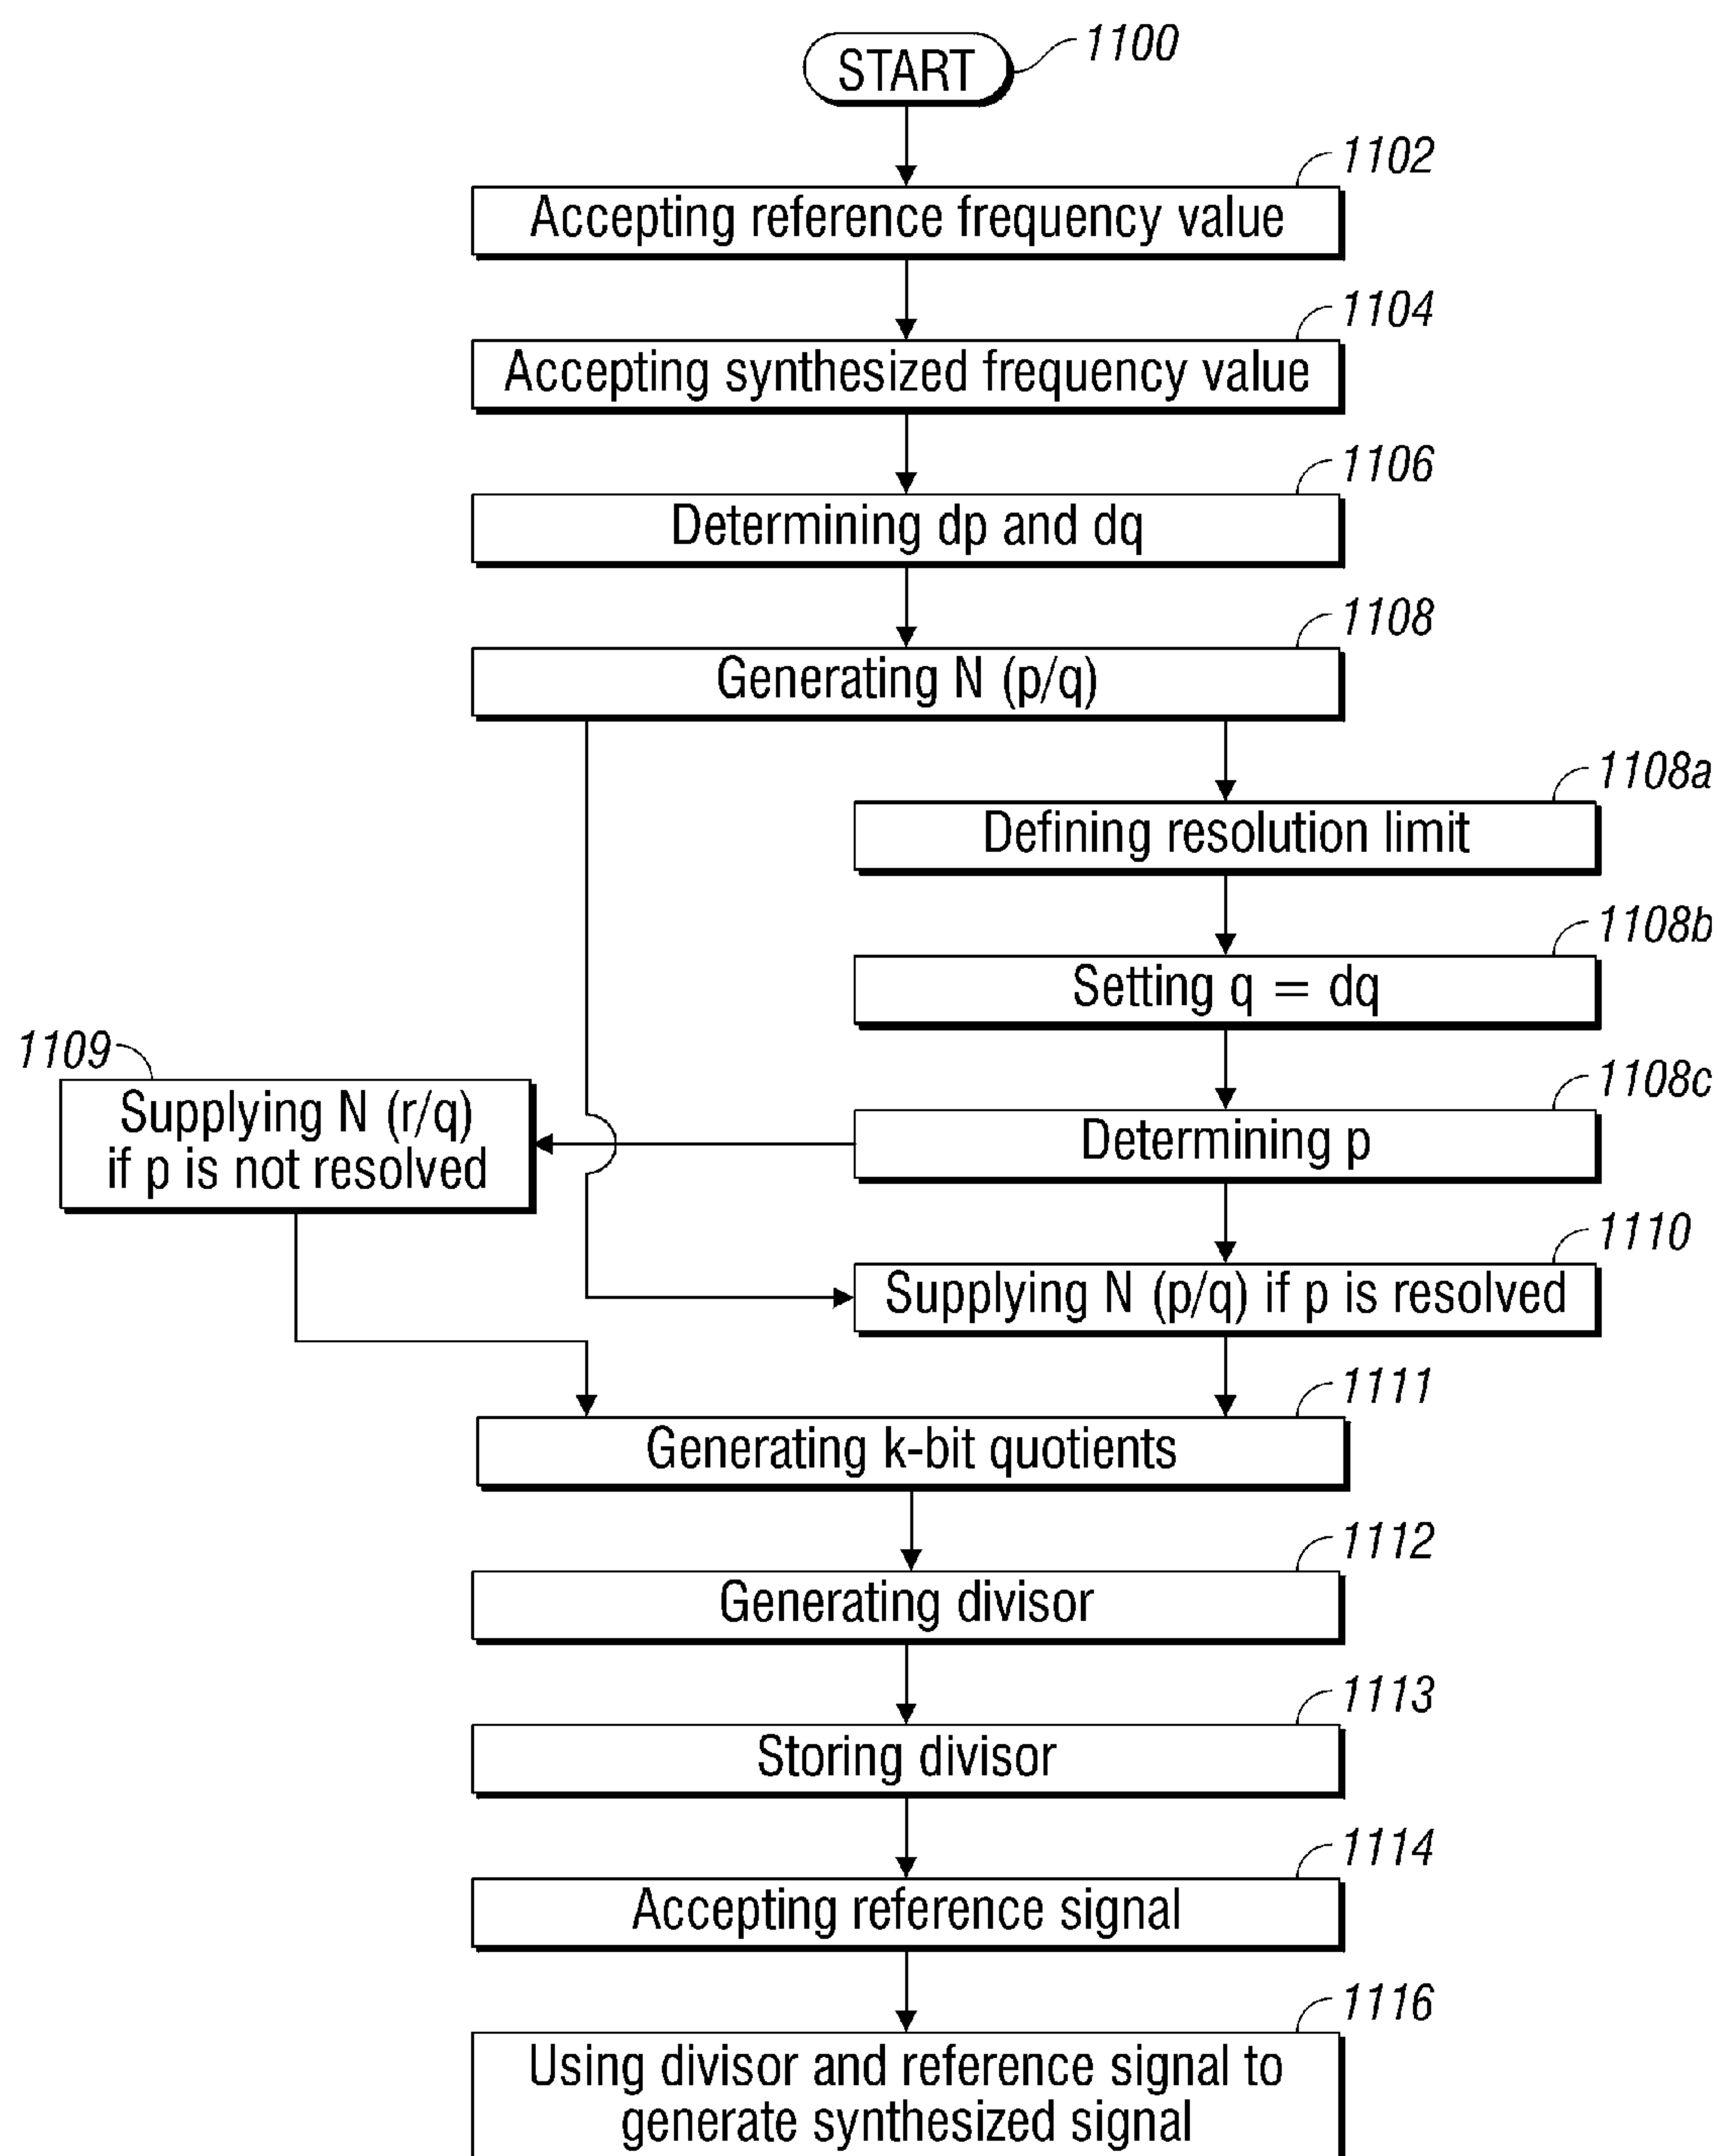 START
1100
1102
Accepting reference frequency value
1104
Accepting synthesized frequency value
1106
Determining dp and dq
1108
Generating N (p/q)
1108a
Defining resolution limit
1108b
Setting q = dq
1109
Supplying N (r/q)
if p is not resolved
1108c
Determining p
1110
Supplying N (p/q) if p is resolved
1111
Generating k-bit quotients
1112
Generating divisor
1113
Storing divisor
1114
Accepting reference signal
1116
Using divisor and reference signal to
generate synthesized signal